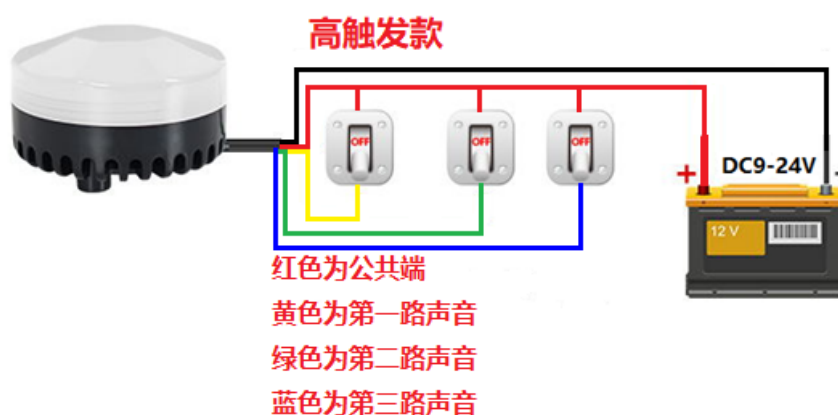 高触发款
OFF
OFF
OFF
+ DC9-24V -
12 V
红色为公共端
黄色为第一路声音
绿色为第二路声音
蓝色为第三路声音